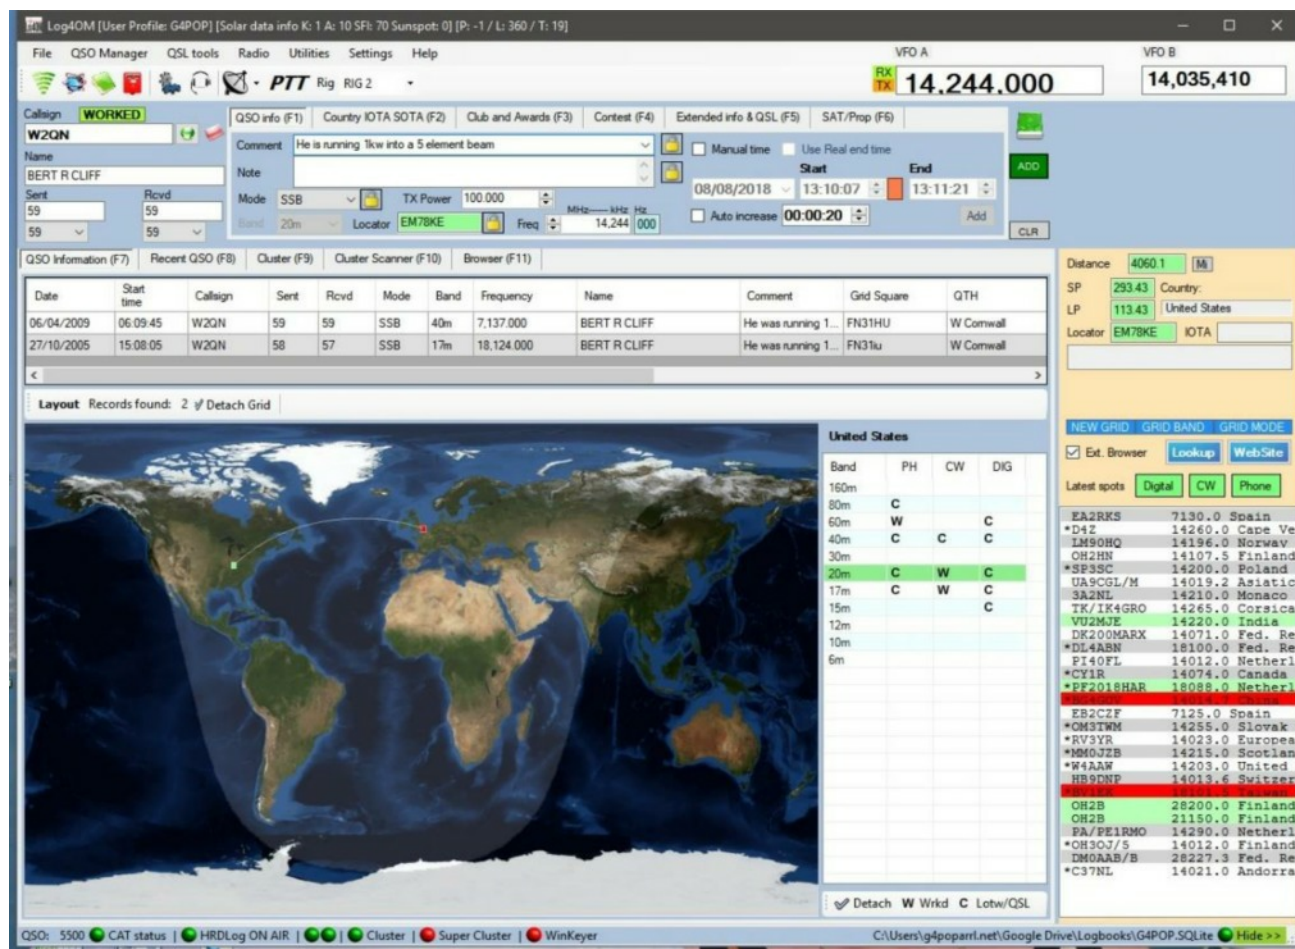 Log4OM [User Profile: G4POP] [Solar data info K: 1 A: 10 SFI: 70 Sunspot: 0] [P: -1 / L: 360 / T: 19]
File QSO Manager QSL tools Radio Utilities Settings Help VFO A VFO B
PTT Rig RIG 2 RX TX 14,244,000 14,035,410
Callsign WORKED QSO info (F1) Country IOTA SOTA (F2) Club and Awards (F3) Contest (F4) Extended info & QSL (F5) SAT/Prop (F6)
W2QN Comment He is running 1kw into a 5 element beam Manual time Use Real end time
Name Note Start End ADD
BERT R CLIFF 08/08/2018 13:10:07 13:11:21
Sent Rcvd Mode SSB TX Power 100.000 MHz kHz Hz
59 59 Band 20m Locator EM78KE Freq 14,244 000 Auto increase 00:00:20 Add
59 59 CLR
QSO Information (F7) Recent QSO (F8) Cluster (F9) Cluster Scanner (F10) Browser (F11)
Date Start time Callsign Sent Rcvd Mode Band Frequency Name Comment Grid Square QTH
06/04/2009 06:09:45 W2QN 59 59 SSB 40m 7,137.000 BERT R CLIFF He was running 1... FN31HU W Cornwall
27/10/2005 15:08:05 W2QN 58 57 SSB 17m 18,124.000 BERT R CLIFF He was running 1... FN31iu W Cornwall
Layout Records found: 2 Detach Grid
Distance 4060.1 Mi
SP 293.43 Country:
LP 113.43 United States
Locator EM78KE IOTA
NEW GRID GRID BAND GRID MODE
Ext. Browser Lookup WebSite
Latest spots Digital CW Phone
United States
Band PH CW DIG
160m
80m C
60m W C
40m C C C
30m
20m C W C
17m C W C
15m C
12m
10m
6m
Detach W Wrkd C Lotw/QSL
EA2RKS 7130.0 Spain
*D4Z 14260.0 Cape Ve
LM90HQ 14196.0 Norway
OH2HN 14107.5 Finland
*SP3SC 14200.0 Poland
UA9CGL/M 14019.2 Asiatic
3A2NL 14210.0 Monaco
TK/IK4GRO 14265.0 Corsica
VU2MJE 14220.0 India
DK200MARX 14071.0 Fed. Re
*DL4ABN 18100.0 Fed. Re
PI40FL 14012.0 Netherl
*CY1R 14074.0 Canada
*PF2018HAR 18088.0 Netherl
China
EB2CZF 7125.0 Spain
*OM3TWM 14255.0 Slovak
*RV3YR 14023.0 Europea
*MM0JZB 14215.0 Scotlan
*W4AAW 14203.0 United
HB9DNP 14013.6 Switzer
*BV1EK 18101.5 Taiwan
OH2B 28200.0 Finland
OH2B 21150.0 Finland
PA/PE1RMO 14290.0 Netherl
*OH3OJ/5 14012.0 Finland
DM0AAB/B 28227.3 Fed. Re
*C37NL 14021.0 Andorra
QSO: 5500 CAT status | HRDLog ON AIR | | Cluster | Super Cluster | WinKeyer C:\Users\g4poparrl.net\Google Drive\Logbooks\G4POP.SQLite Hide >>